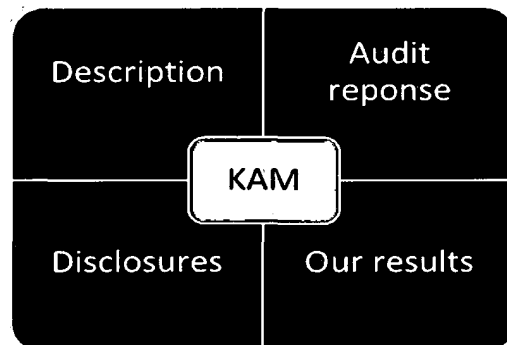 Description
Audit
reponse
KAM
Disclosures
Our results